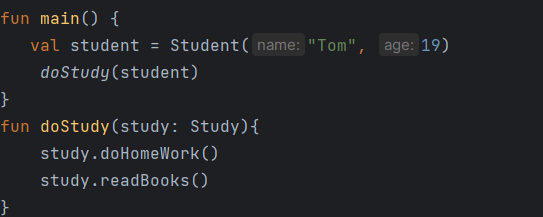 fun main() {
val student = Student( name: "Tom", age: 19)
doStudy(student)
}
fun doStudy(study: Study){
study.doHomeWork()
study.readBooks()
}